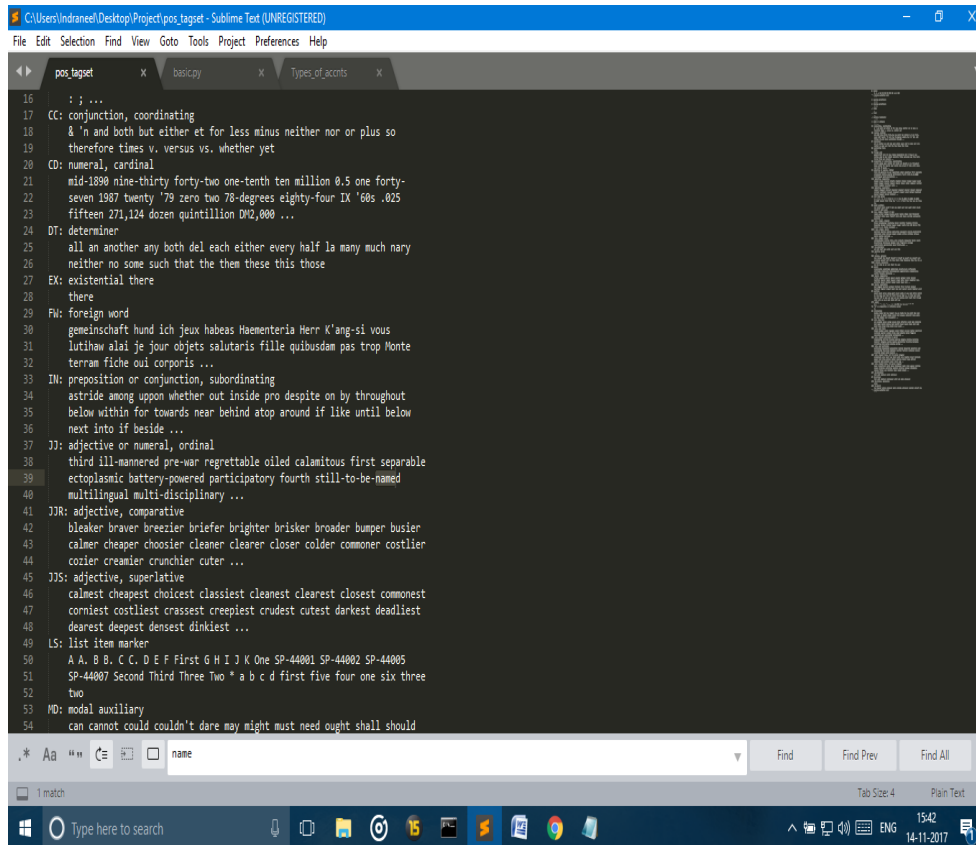 C:\Users\Indraneel\Desktop\Project\pos_tagset - Sublime Text (UNREGISTERED)
File Edit Selection Find View Goto Tools Project Preferences Help
pos_tagset x basic.py x Types_of_accnts x
16 : ; ...
17 CC: conjunction, coordinating
18 & 'n and both but either et for less minus neither nor or plus so
19 therefore times v. versus vs. whether yet
20 CD: numeral, cardinal
21 mid-1890 nine-thirty forty-two one-tenth ten million 0.5 one forty-
22 seven 1987 twenty '79 zero two 78-degrees eighty-four IX '60s .025
23 fifteen 271,124 dozen quintillion DM2,000 ...
24 DT: determiner
25 all an another any both del each either every half la many much nary
26 neither no some such that the them these this those
27 EX: existential there
28 there
29 FW: foreign word
30 gemeinschaft hund ich jeux habeas Haementeria Herr K'ang-si vous
31 lutihaw alai je jour objets salutaris fille quibusdam pas trop Monte
32 terram fiche oui corporis ...
33 IN: preposition or conjunction, subordinating
34 astride among uppon whether out inside pro despite on by throughout
35 below within for towards near behind atop around if like until below
36 next into if beside ...
37 JJ: adjective or numeral, ordinal
38 third ill-mannered pre-war regrettable oiled calamitous first separable
39 ectoplasmic battery-powered participatory fourth still-to-be-named
40 multilingual multi-disciplinary ...
41 JJR: adjective, comparative
42 bleaker braver breezier briefer brighter brisker broader bumper busier
43 calmer cheaper choosier cleaner clearer closer colder commoner costlier
44 cozier creamier crunchier cuter ...
45 JJS: adjective, superlative
46 calmest cheapest choicest classiest cleanest clearest closest commonest
47 corniest costliest crassest creepiest crudest cutest darkest deadliest
48 dearest deepest densest dinkiest ...
49 LS: list item marker
50 A A. B B. C C. D E F First G H I J K One SP-44001 SP-44002 SP-44005
51 SP-44007 Second Third Three Two * a b c d first five four one six three
52 two
53 MD: modal auxiliary
54 can cannot could couldn't dare may might must need ought shall should
.* Aa “” name Find Find Prev Find All
1 match Tab Size: 4 Plain Text
Type here to search 15 ENG 15:42
14-11-2017